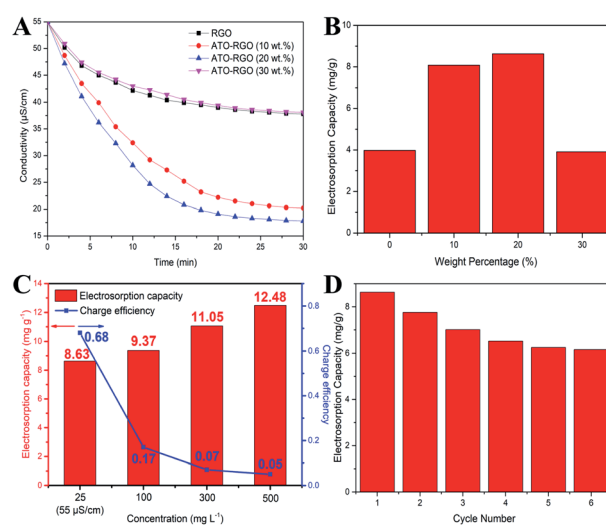 A
RGO
ATO-RGO (10 wt.%)
ATO-RGO (20 wt.%)
ATO-RGO (30 wt.%)
Conductivity (µS/cm)
55
50
45
40
35
30
25
20
15
0 5 10 15 20 25 30
Time (min)
B
Electrosorption Capacity (mg/g)
10
8
6
4
2
0
0 10 20 30
Weight Percentage (%)
C
Electrosorption capacity
Charge efficiency
Electrosorption capacity (mg g⁻¹)
14
12
10
8
6
4
2
0
8.63
9.37
11.05
12.48
0.68
0.17
0.07
0.05
0.8
0.6
0.4
0.2
0.0
Charge efficiency
25 100 300 500
(55 µS/cm)
Concentration (mg L⁻¹)
D
Electrosorption Capacity (mg/g)
8
6
4
2
0
1 2 3 4 5 6
Cycle Number